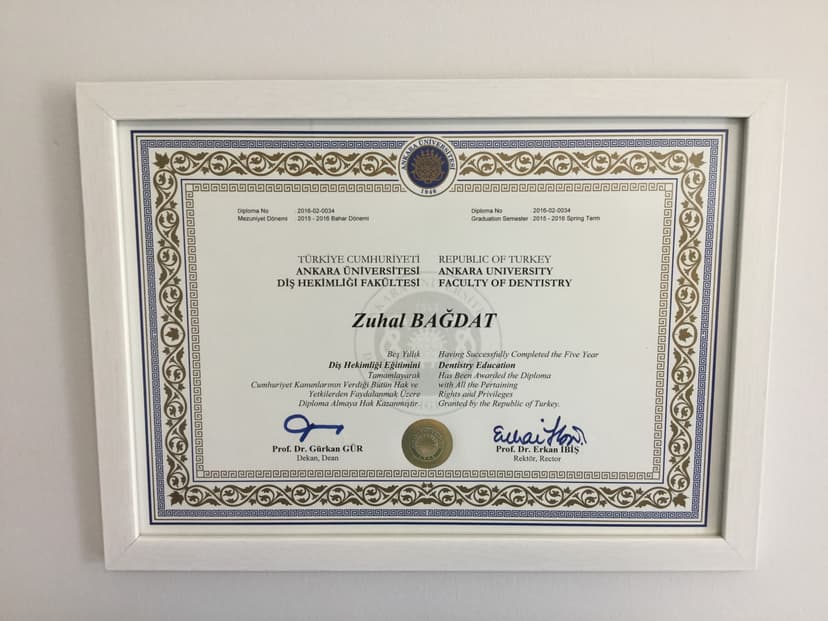 ANKARA ÜNİVERSİTESİ
1946
Diploma No : 2016-02-0034
Mezuniyet Dönemi : 2015 - 2016 Bahar Dönemi
Diploma No : 2016-02-0034
Graduation Semester : 2015 - 2016 Spring Term
TÜRKİYE CUMHURİYETİ
ANKARA ÜNİVERSİTESİ
DİŞ HEKİMLİĞİ FAKÜLTESİ
REPUBLIC OF TURKEY
ANKARA UNIVERSITY
FACULTY OF DENTISTRY
Zuhal BAĞDAT
Beş Yıllık
Diş Hekimliği Eğitimini
Tamamlayarak
Cumhuriyet Kanunlarının Verdiği Bütün Hak ve
Yetkilerden Faydalanmak Üzere
Diploma Almaya Hak Kazanmıştır.
Having Successfully Completed the Five Year
Dentistry Education
Has Been Awarded the Diploma
with All the Pertaining
Rights and Privileges
Granted by the Republic of Turkey.
Prof. Dr. Gürkan GÜR
Dekan, Dean
Prof. Dr. Erkan İBİŞ
Rektör, Rector